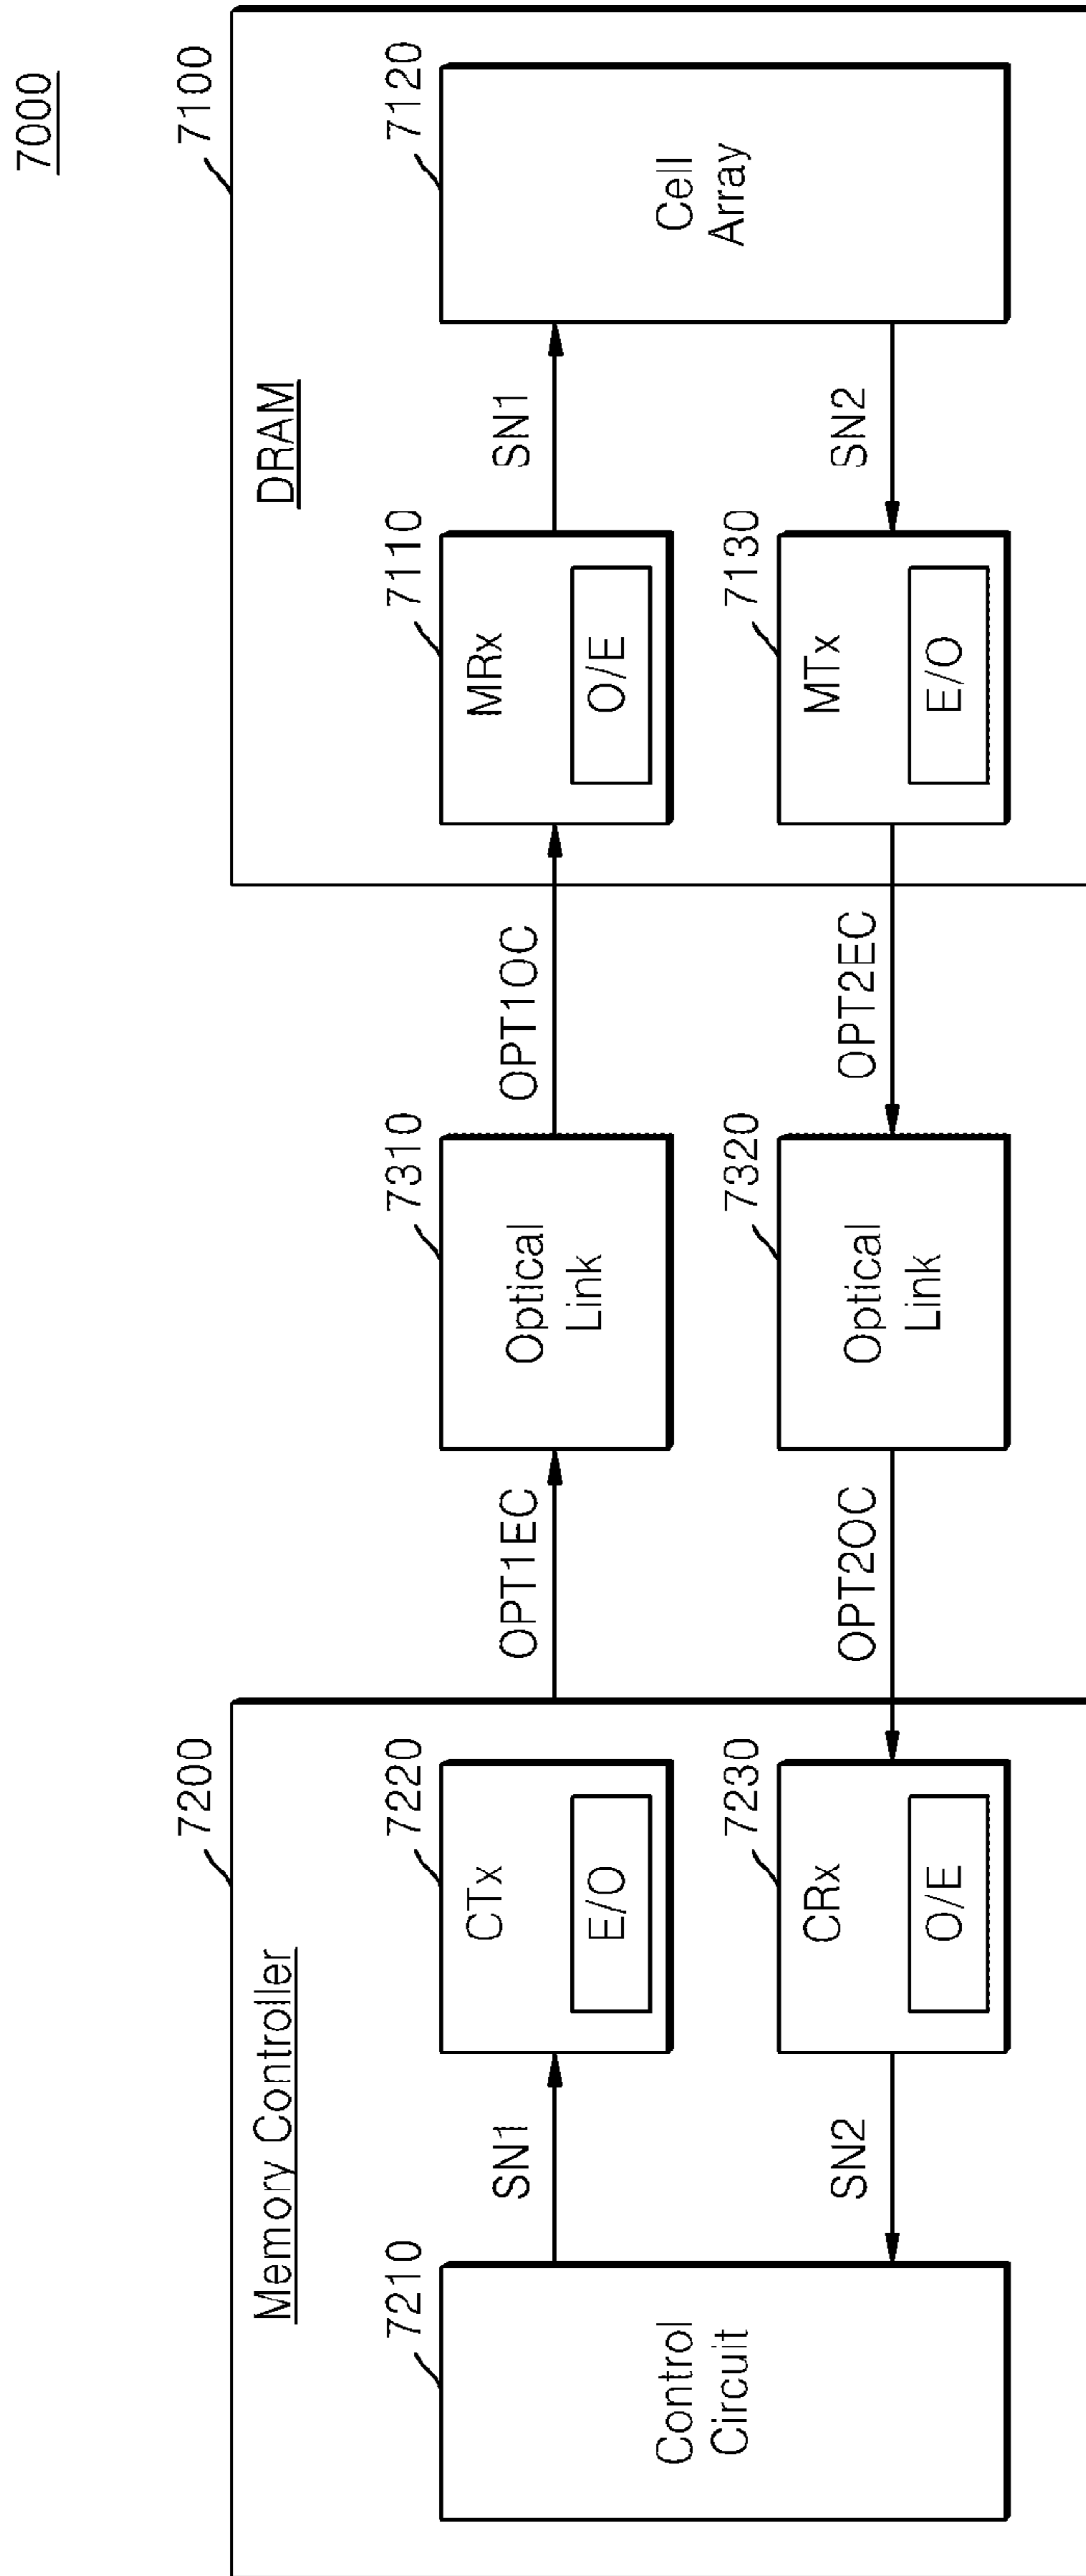 7000
7200
7100
Memory Controller
DRAM
7210
7220
7310
7110
7120
Control
Circuit
SN1
CTx
E/O
OPT1EC
Optical
Link
OPT1OC
MRx
O/E
SN1
Cell
Array
7230
7320
7130
SN2
CRx
O/E
OPT2OC
Optical
Link
OPT2EC
MTx
E/O
SN2